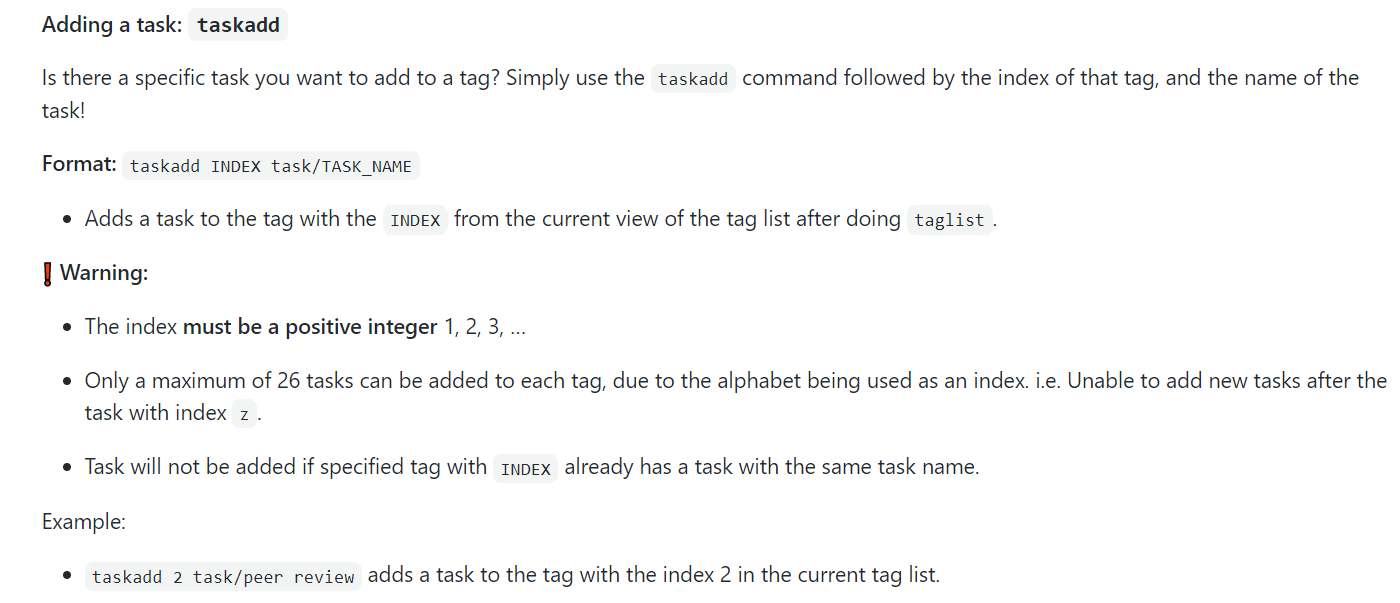 Adding a task: taskadd
Is there a specific task you want to add to a tag? Simply use the taskadd command followed by the index of that tag, and the name of the
task!
Format: taskadd INDEX task/TASK_NAME
• Adds a task to the tag with the INDEX from the current view of the tag list after doing taglist.
❗ Warning:
• The index must be a positive integer 1, 2, 3, …
• Only a maximum of 26 tasks can be added to each tag, due to the alphabet being used as an index. i.e. Unable to add new tasks after the
task with index z.
• Task will not be added if specified tag with INDEX already has a task with the same task name.
Example:
• taskadd 2 task/peer review adds a task to the tag with the index 2 in the current tag list.